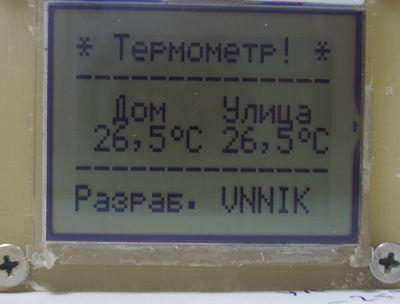 * Термометр! *
--------------------
Дом Улица
26,5°C 26,5°C
--------------------
Разраб. VNNIK